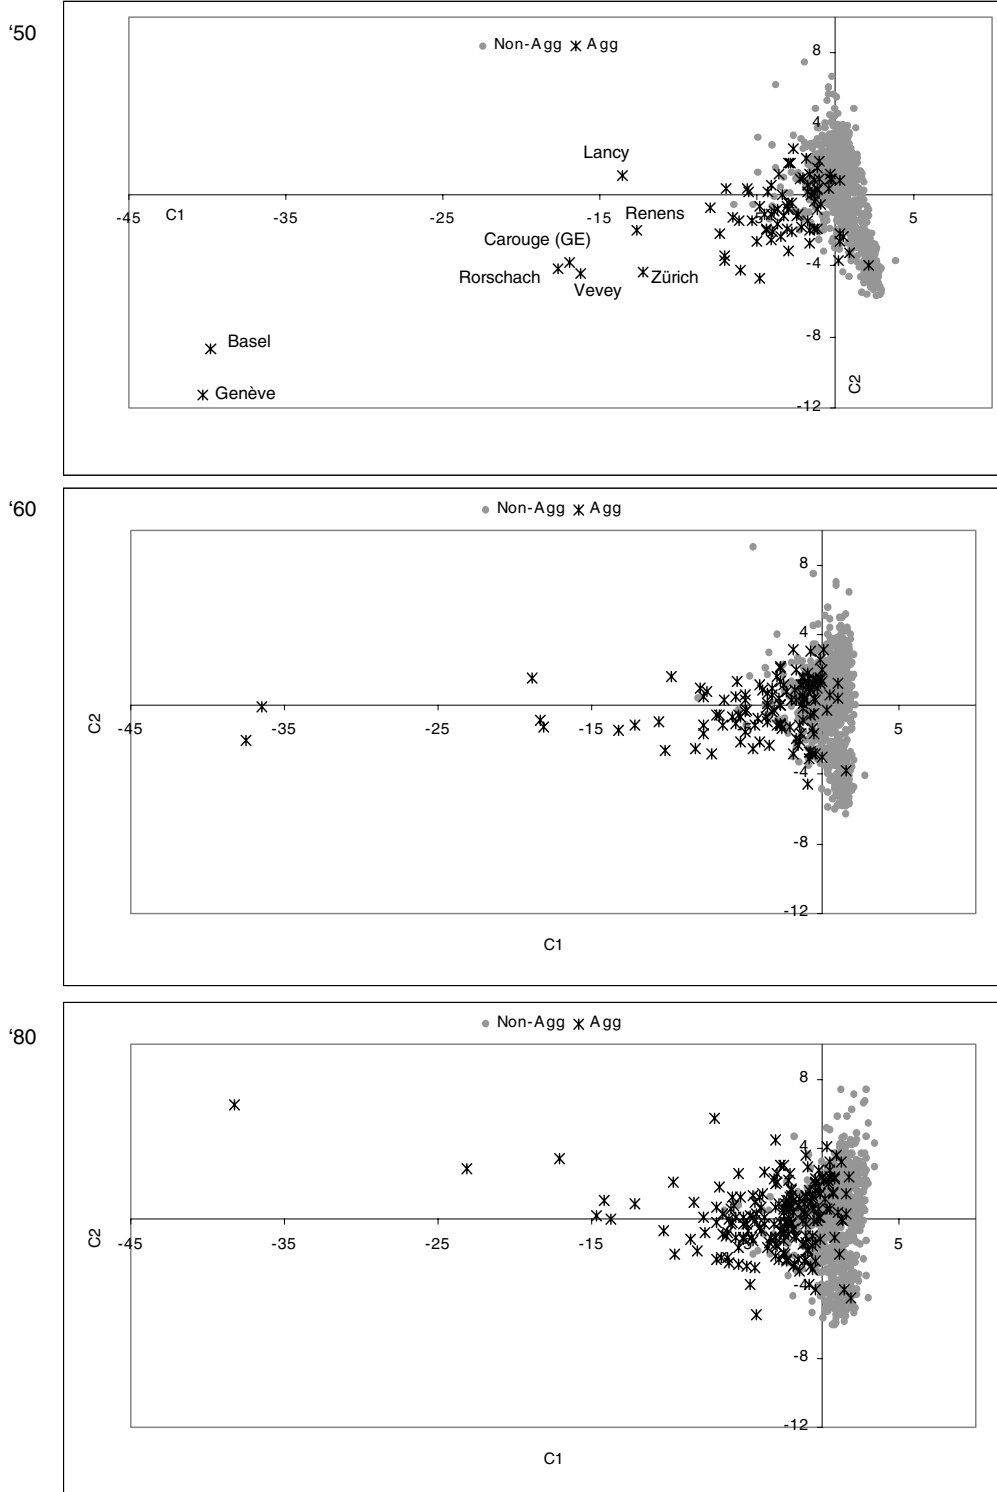 ‘50
Non-Agg Agg
8
4
Lancy
-45 C1 -35 -25 -15 Renens 5
Carouge (GE)
-4
Rorschach Zürich
Vevey
-8
Basel
C2
Genève
-12
‘60
Non-Agg Agg
8
4
C2 -45 -35 -25 -15 5
-4
-8
-12
C1
‘80
Non-Agg Agg
8
4
C2 -45 -35 -25 -15 5
-4
-8
-12
C1